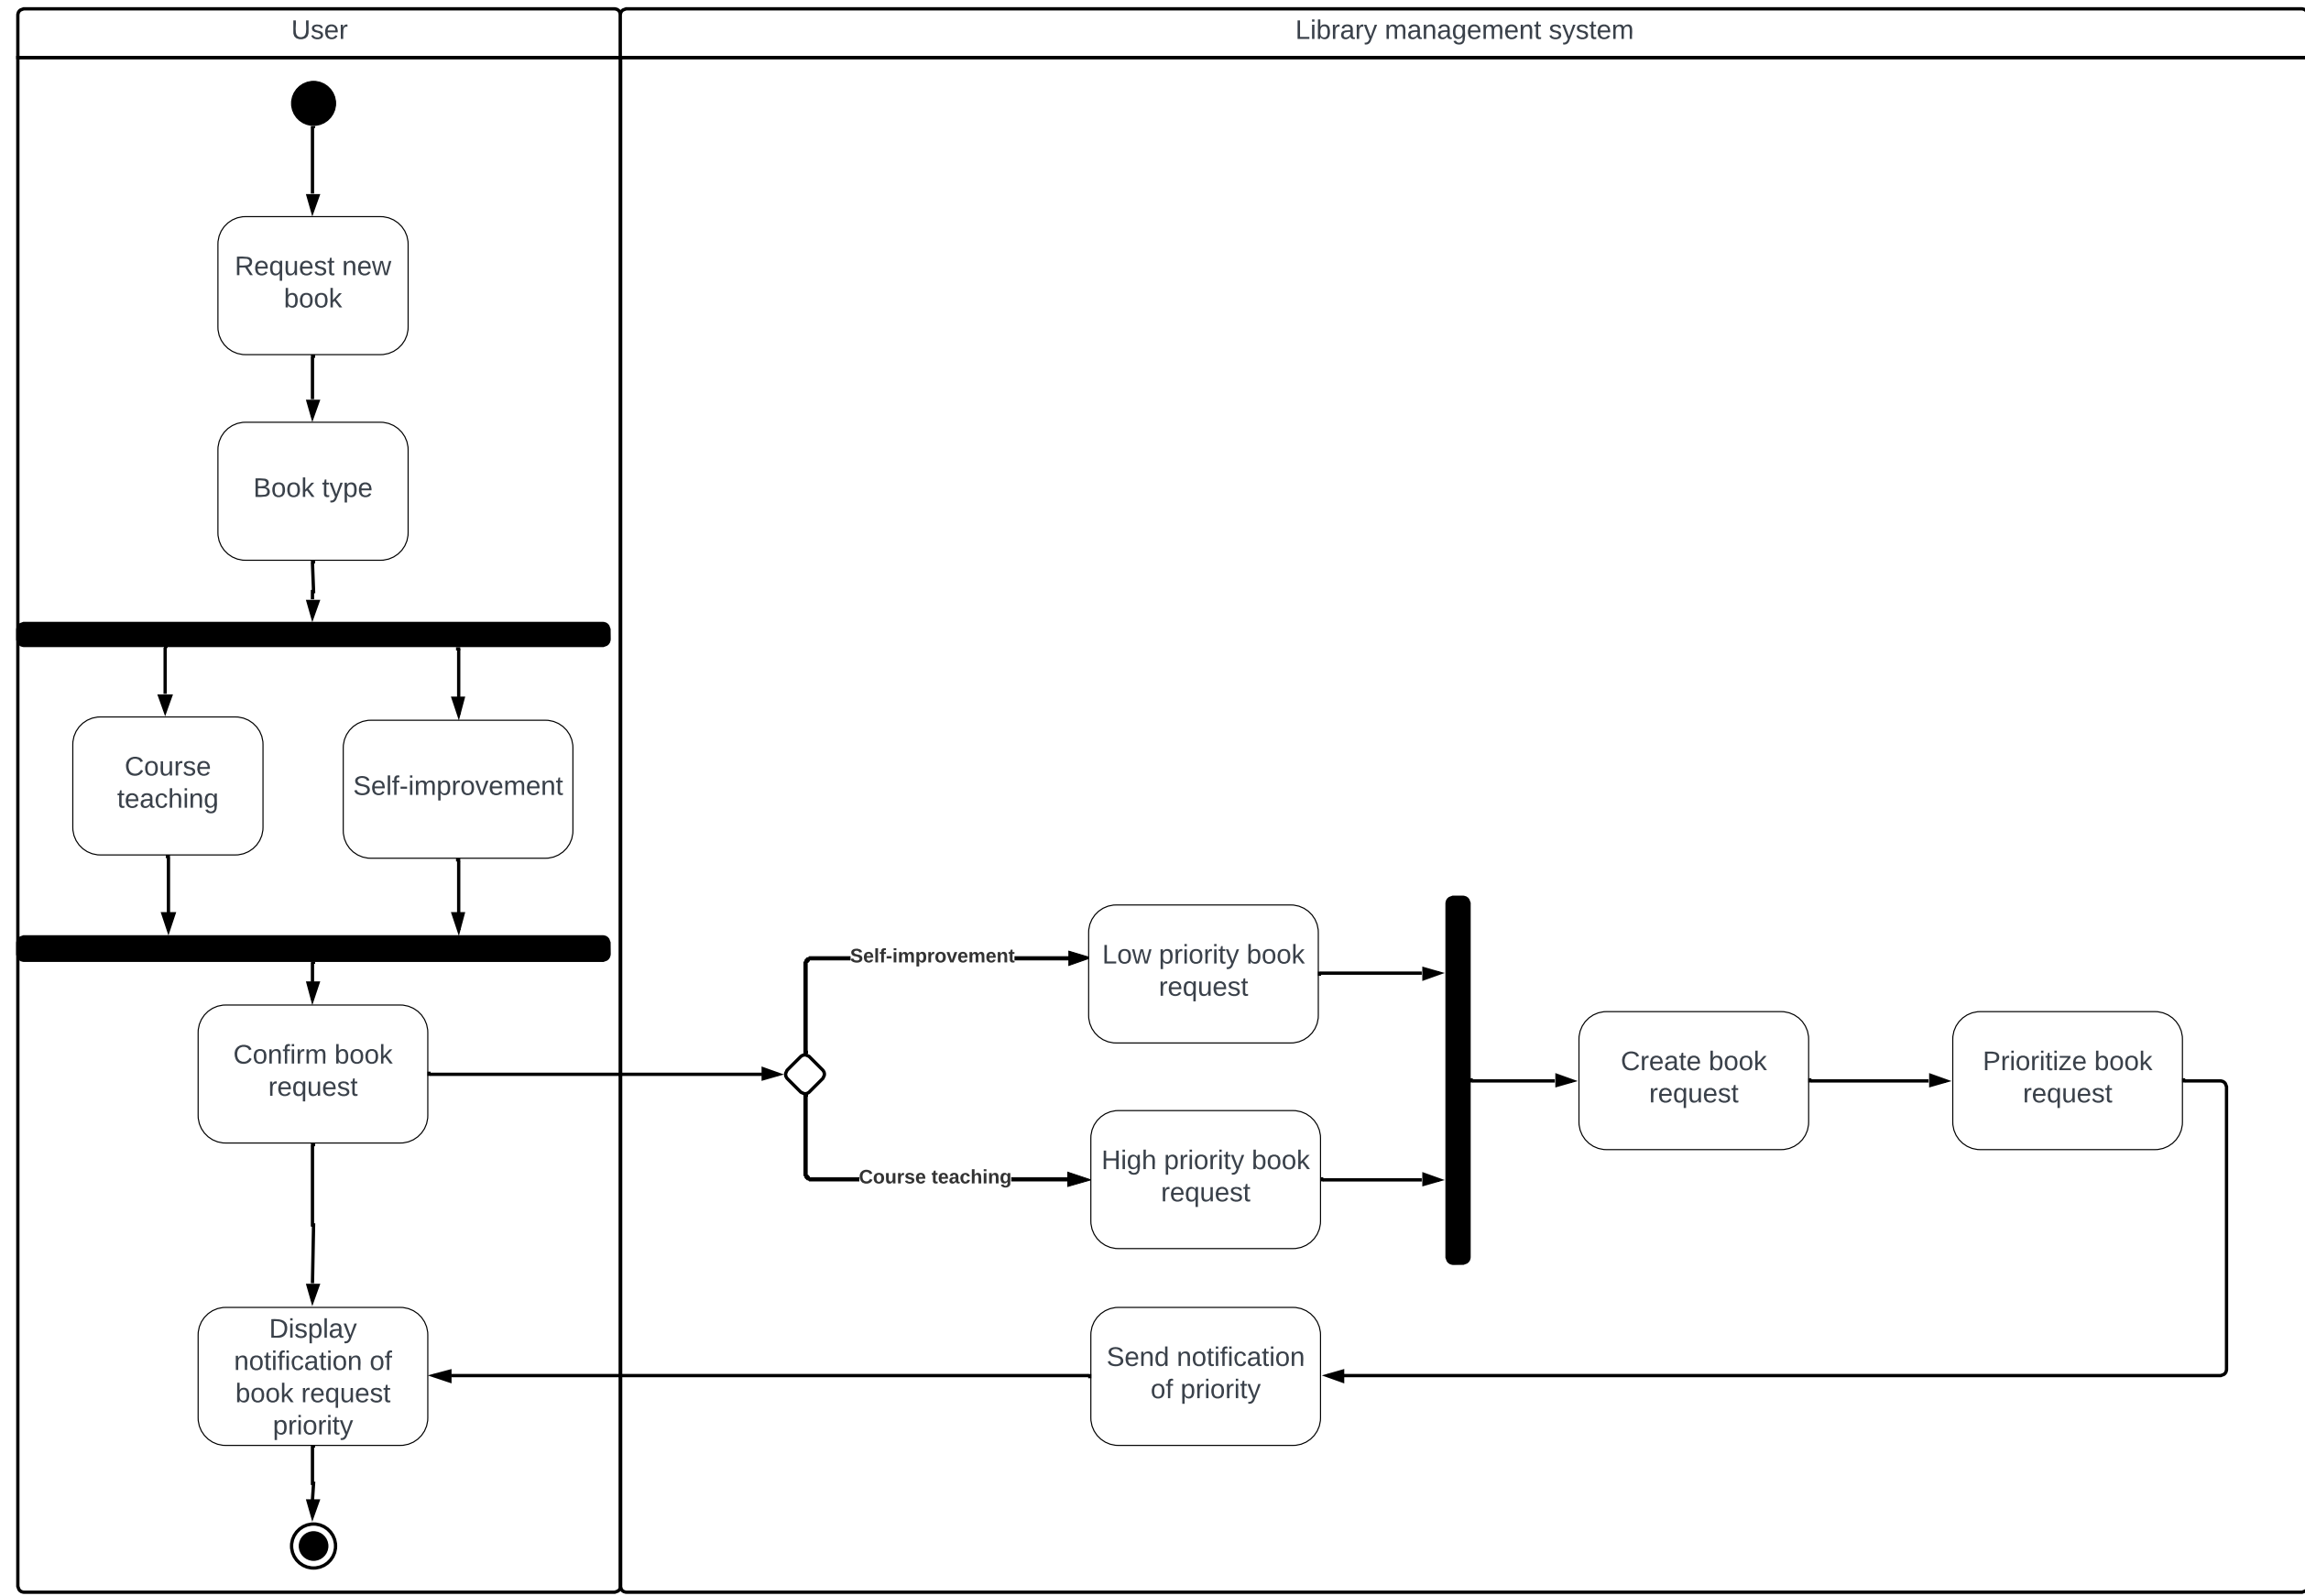 User
Library management system
Request new
book
Book type
Course
teaching
Self-improvement
Confirm book
request
Self-improvement
Course teaching
Low priority book
request
High priority book
request
Create book
request
Prioritize book
request
Send notification
of priority
Display
notification of
book request
priority